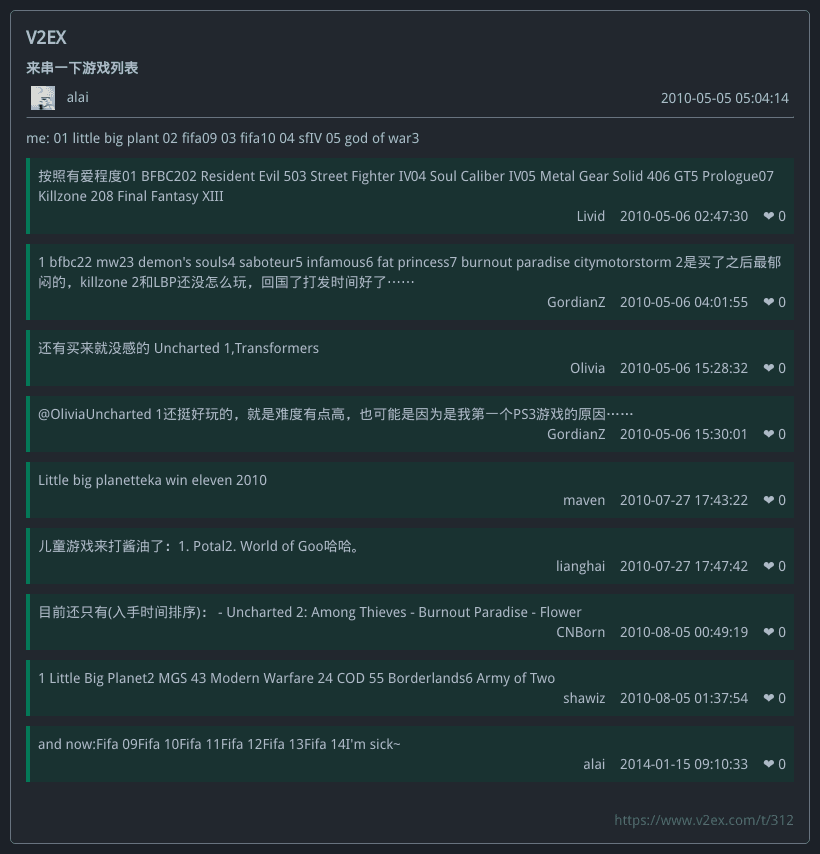 V2EX
来串一下游戏列表
alai 2010-05-05 05:04:14
me: 01 little big plant 02 fifa09 03 fifa10 04 sfIV 05 god of war3
按照有爱程度01 BFBC202 Resident Evil 503 Street Fighter IV04 Soul Caliber IV05 Metal Gear Solid 406 GT5 Prologue07
Killzone 208 Final Fantasy XIII
Livid 2010-05-06 02:47:30 ❤ 0
1 bfbc22 mw23 demon's souls4 saboteur5 infamous6 fat princess7 burnout paradise citymotorstorm 2是买了之后最郁
闷的，killzone 2和LBP还没怎么玩，回国了打发时间好了⋯⋯
GordianZ 2010-05-06 04:01:55 ❤ 0
还有买来就没感的 Uncharted 1,Transformers
Olivia 2010-05-06 15:28:32 ❤ 0
@OliviaUncharted 1还挺好玩的，就是难度有点高，也可能是因为是我第一个PS3游戏的原因⋯⋯
GordianZ 2010-05-06 15:30:01 ❤ 0
Little big planetteka win eleven 2010
maven 2010-07-27 17:43:22 ❤ 0
儿童游戏来打酱油了：1. Potal2. World of Goo哈哈。
lianghai 2010-07-27 17:47:42 ❤ 0
目前还只有(入手时间排序)： - Uncharted 2: Among Thieves - Burnout Paradise - Flower
CNBorn 2010-08-05 00:49:19 ❤ 0
1 Little Big Planet2 MGS 43 Modern Warfare 24 COD 55 Borderlands6 Army of Two
shawiz 2010-08-05 01:37:54 ❤ 0
and now:Fifa 09Fifa 10Fifa 11Fifa 12Fifa 13Fifa 14I'm sick~
alai 2014-01-15 09:10:33 ❤ 0
https://www.v2ex.com/t/312